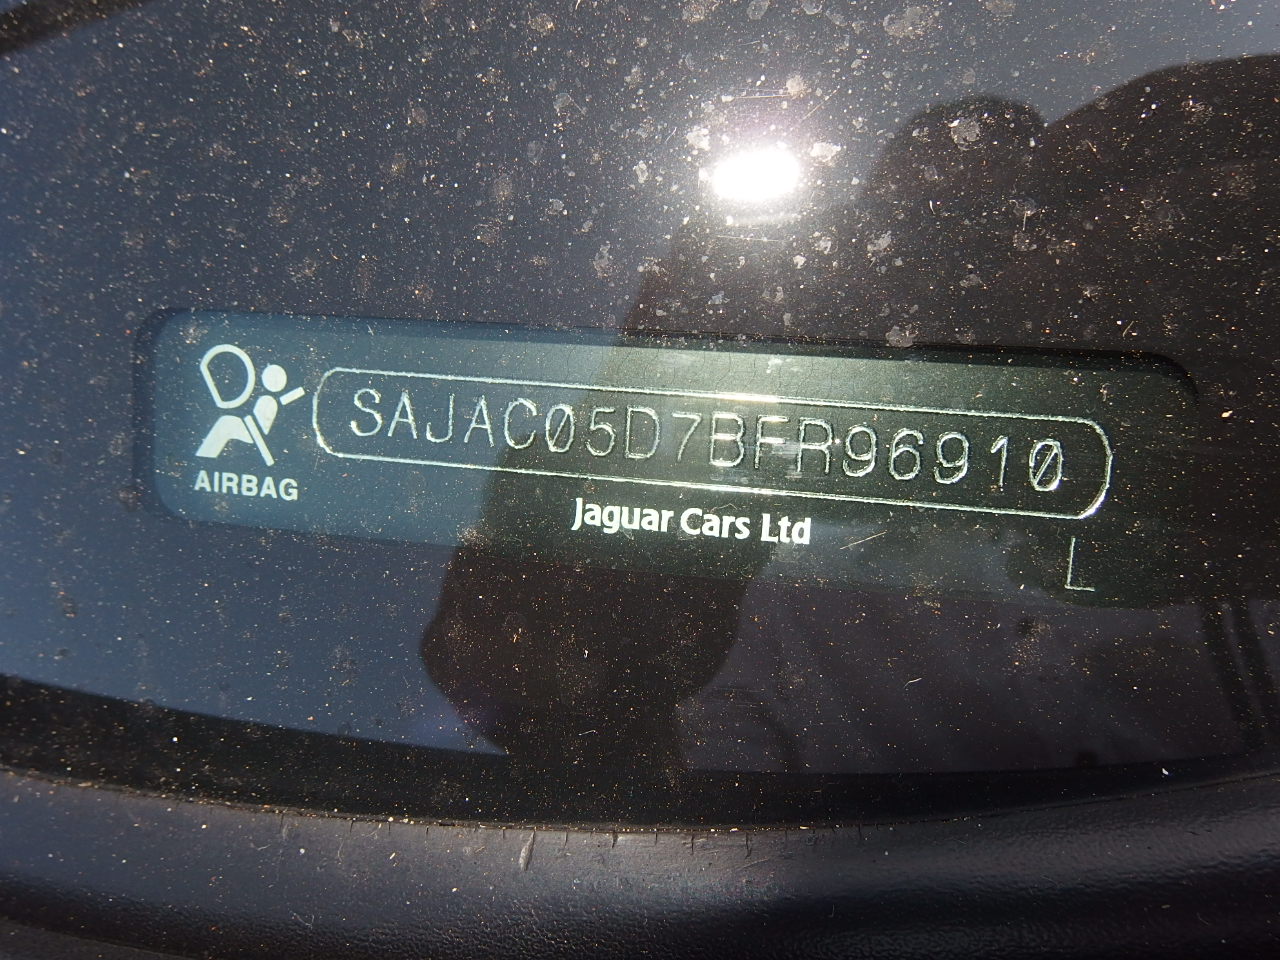 SAJAC05D7BFR96910
AIRBAG
Jaguar Cars Ltd
L